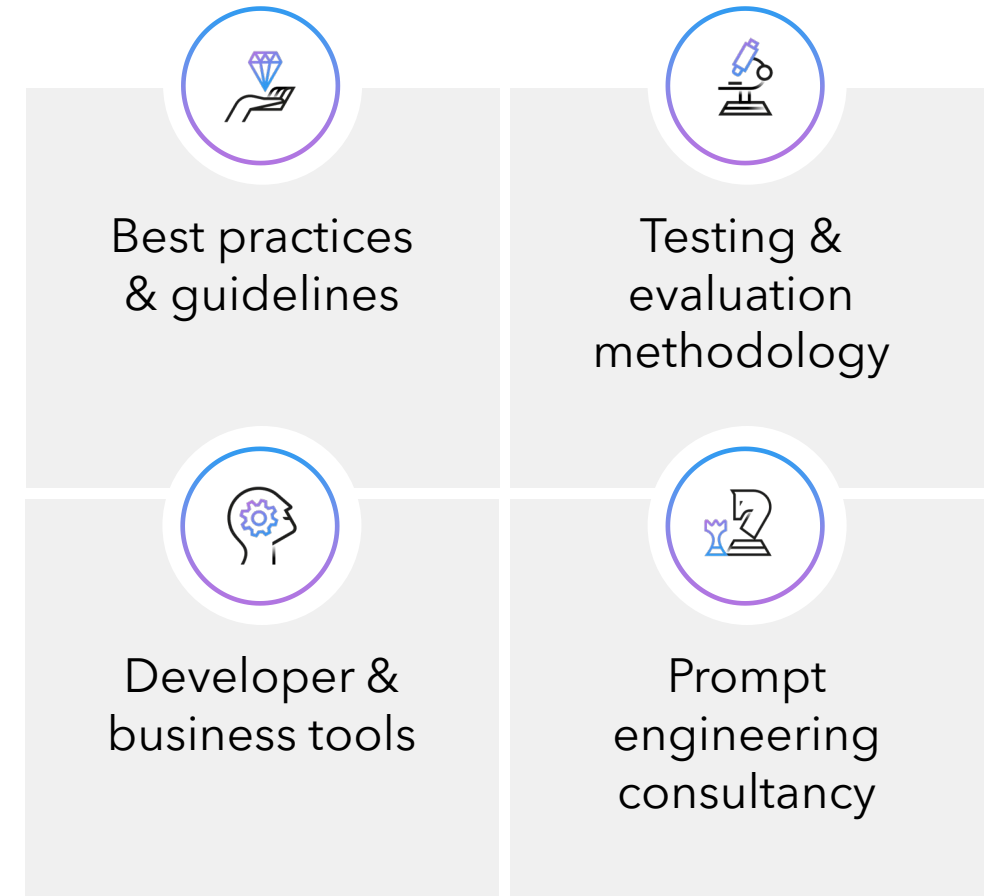 Best practices
& guidelines
Testing &
evaluation
methodology
Developer &
business tools
Prompt
engineering
consultancy